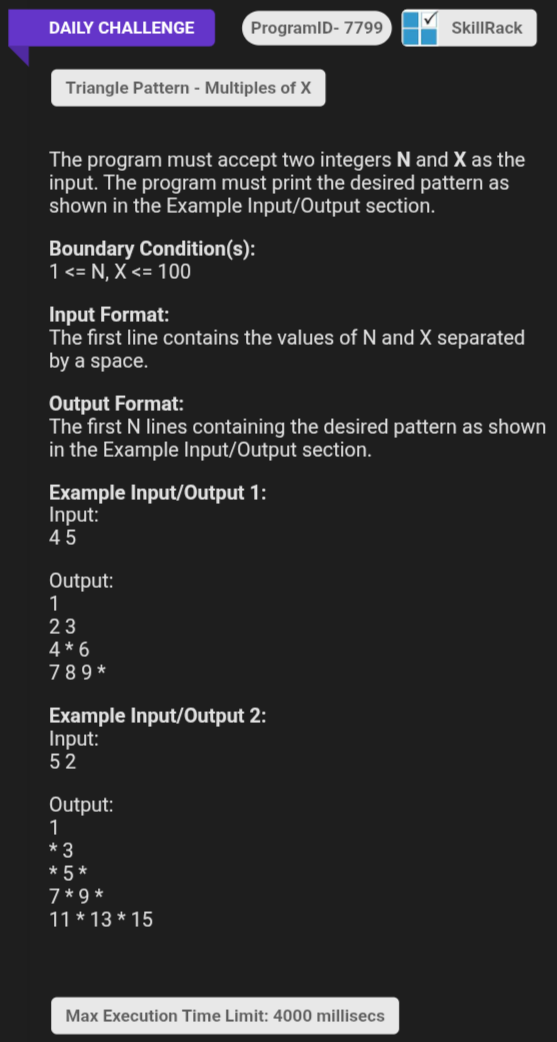 DAILY CHALLENGE ProgramID- 7799 SkillRack
Triangle Pattern - Multiples of X
The program must accept two integers N and X as the
input. The program must print the desired pattern as
shown in the Example Input/Output section.
Boundary Condition(s):
1 <= N, X <= 100
Input Format:
The first line contains the values of N and X separated
by a space.
Output Format:
The first N lines containing the desired pattern as shown
in the Example Input/Output section.
Example Input/Output 1:
Input:
4 5
Output:
1
2 3
4 * 6
7 8 9 *
Example Input/Output 2:
Input:
5 2
Output:
1
* 3
* 5 *
7 * 9 *
11 * 13 * 15
Max Execution Time Limit: 4000 millisecs